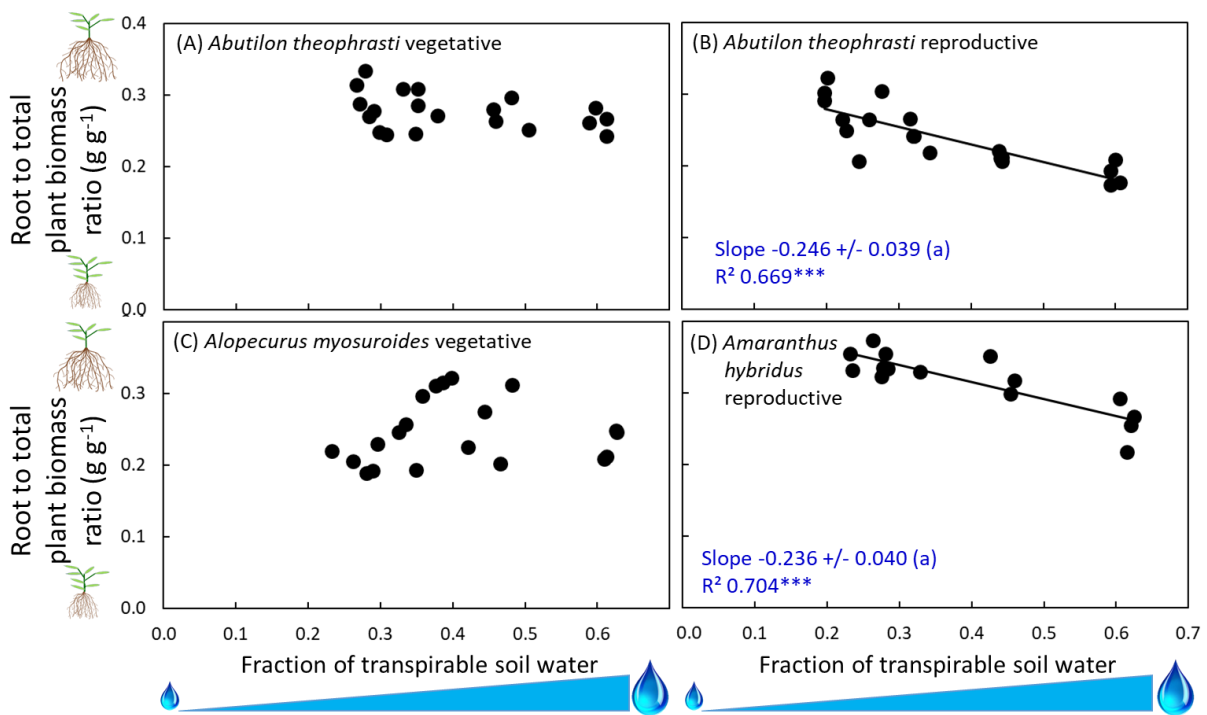 Root to total
plant biomass
ratio (g g-1)
0.4
0.3
0.2
0.1
0.0
(A) Abutilon theophrasti vegetative
(B) Abutilon theophrasti reproductive
Slope -0.246 +/- 0.039 (a)
R² 0.669***
Root to total
plant biomass
ratio (g g-1)
0.3
0.2
0.1
0.0
(C) Alopecurus myosuroides vegetative
(D) Amaranthus
hybridus
reproductive
Slope -0.236 +/- 0.040 (a)
R² 0.704***
0.0 0.1 0.2 0.3 0.4 0.5 0.6
0.0 0.1 0.2 0.3 0.4 0.5 0.6 0.7
Fraction of transpirable soil water
Fraction of transpirable soil water